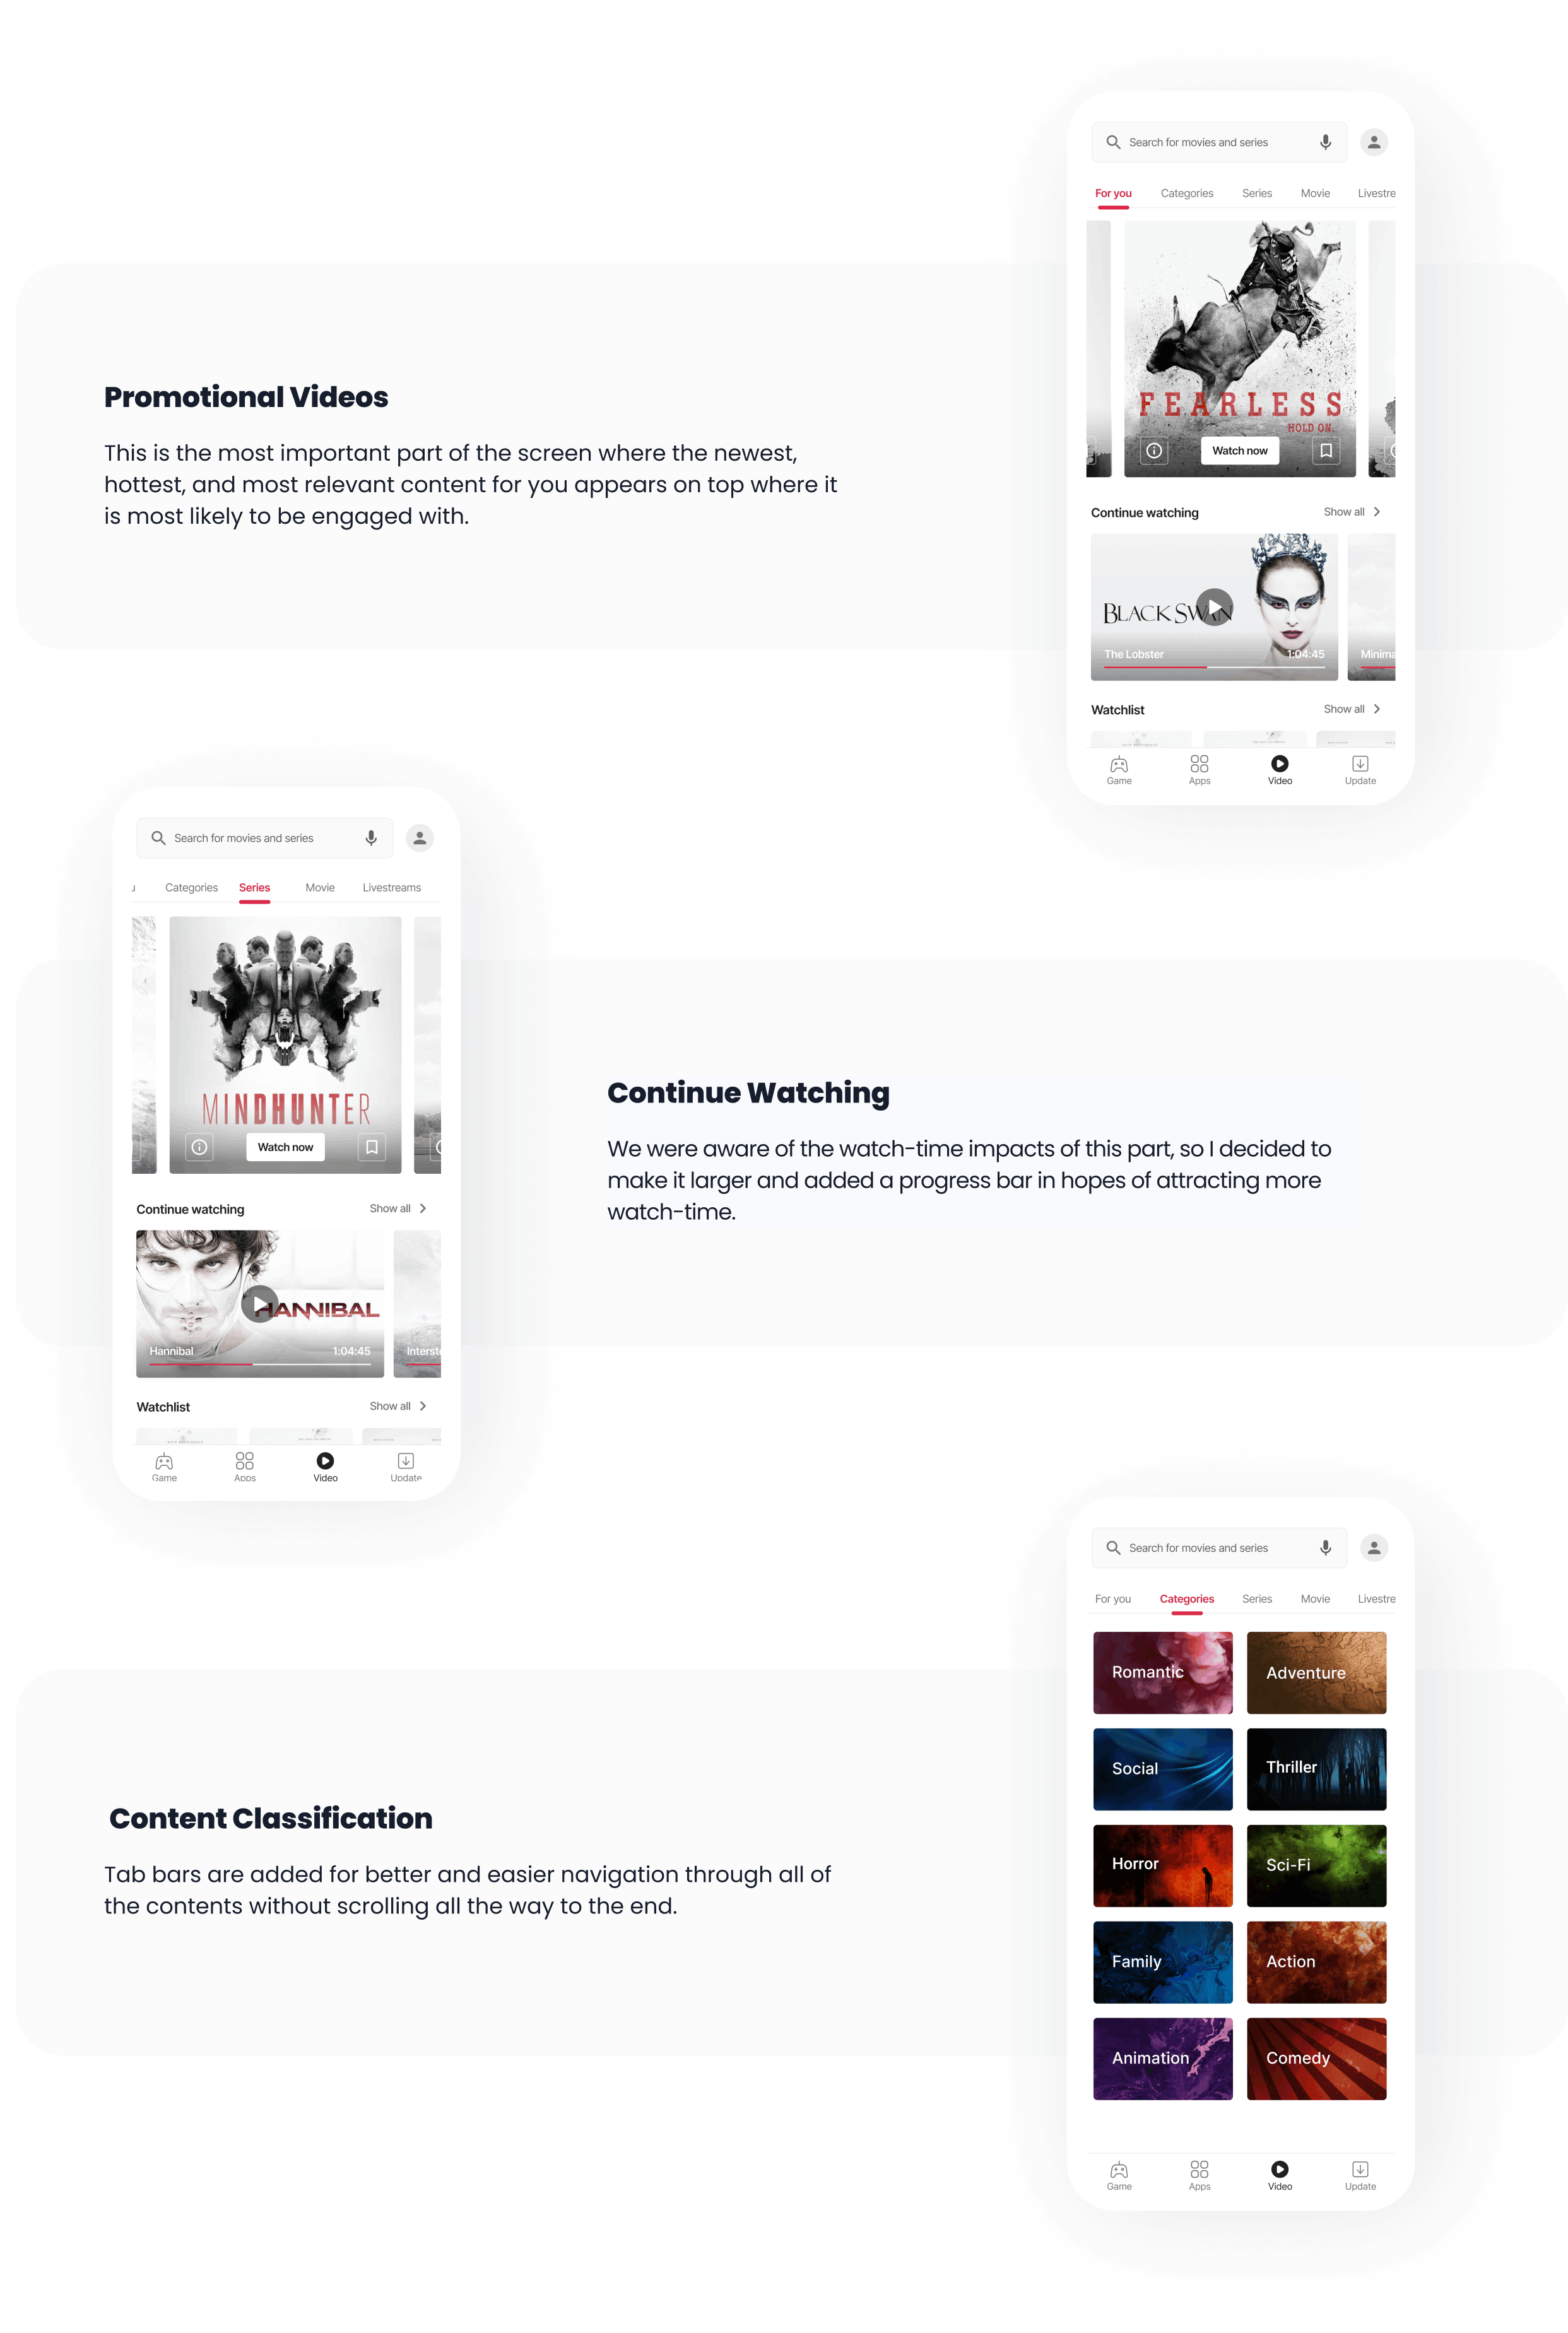 Search for movies and series
For you Categories Series Movie Livestre
FEARLESS
HOLD ON.
Watch now
Promotional Videos
This is the most important part of the screen where the newest,
hottest, and most relevant content for you appears on top where it
is most likely to be engaged with.
Continue watching Show all
BLACK SWAN
The Lobster 1:04:45 Minima
Watchlist Show all
Game Apps Video Update
Search for movies and series
u Categories Series Movie Livestreams
MINDHUNTER
Watch now
Continue Watching
We were aware of the watch-time impacts of this part, so I decided to
make it larger and added a progress bar in hopes of attracting more
watch-time.
Continue watching Show all
HANNIBAL
Hannibal 1:04:45 Interste
Watchlist Show all
Game Apps Video Update
Search for movies and series
For you Categories Series Movie Livestre
Romantic Adventure
Social Thriller
Content Classification
Tab bars are added for better and easier navigation through all of
the contents without scrolling all the way to the end.
Horror Sci-Fi
Family Action
Animation Comedy
Game Apps Video Update